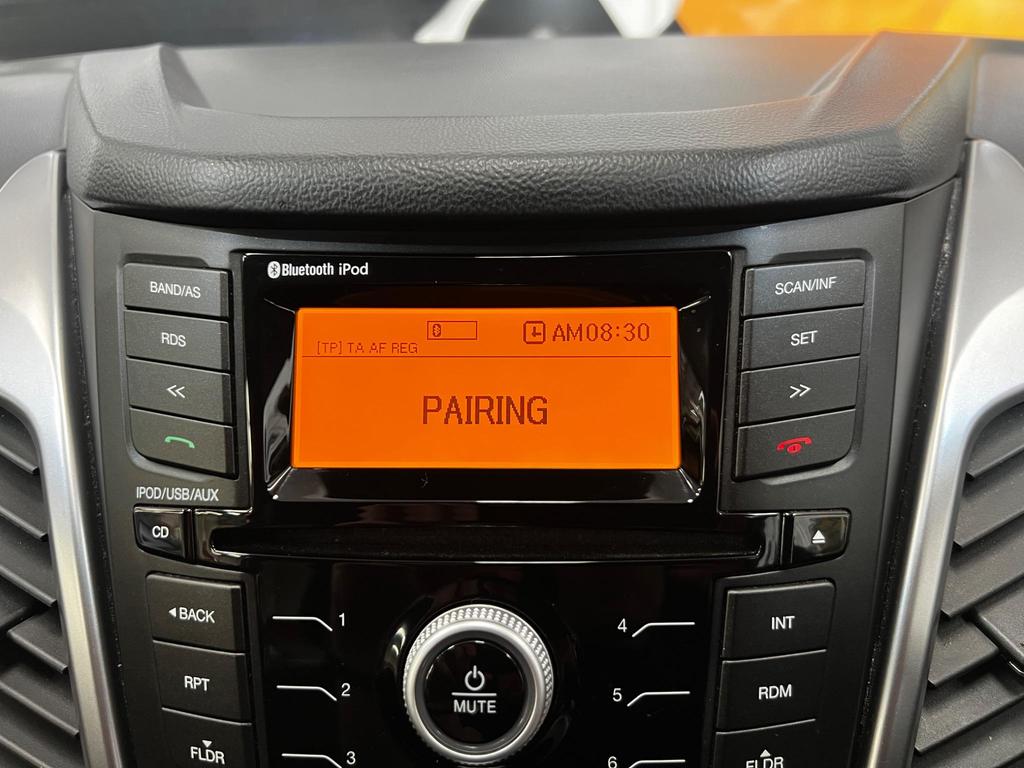 Bluetooth iPod
BAND/AS
RDS
[TP] TA AF REG
AM08:30
PAIRING
SCAN/INF
SET
IPOD/USB/AUX
CD
BACK
RPT
FLDR
1
2
3
MUTE
4
5
6
INT
RDM
FLDR